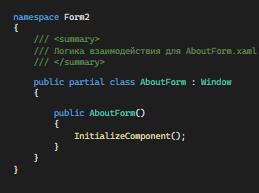 namespace Form2
{
/// <summary>
/// Логика взаимодействия для AboutForm.xaml
/// </summary>
public partial class AboutForm : Window
{
public AboutForm()
{
InitializeComponent();
}
}
}